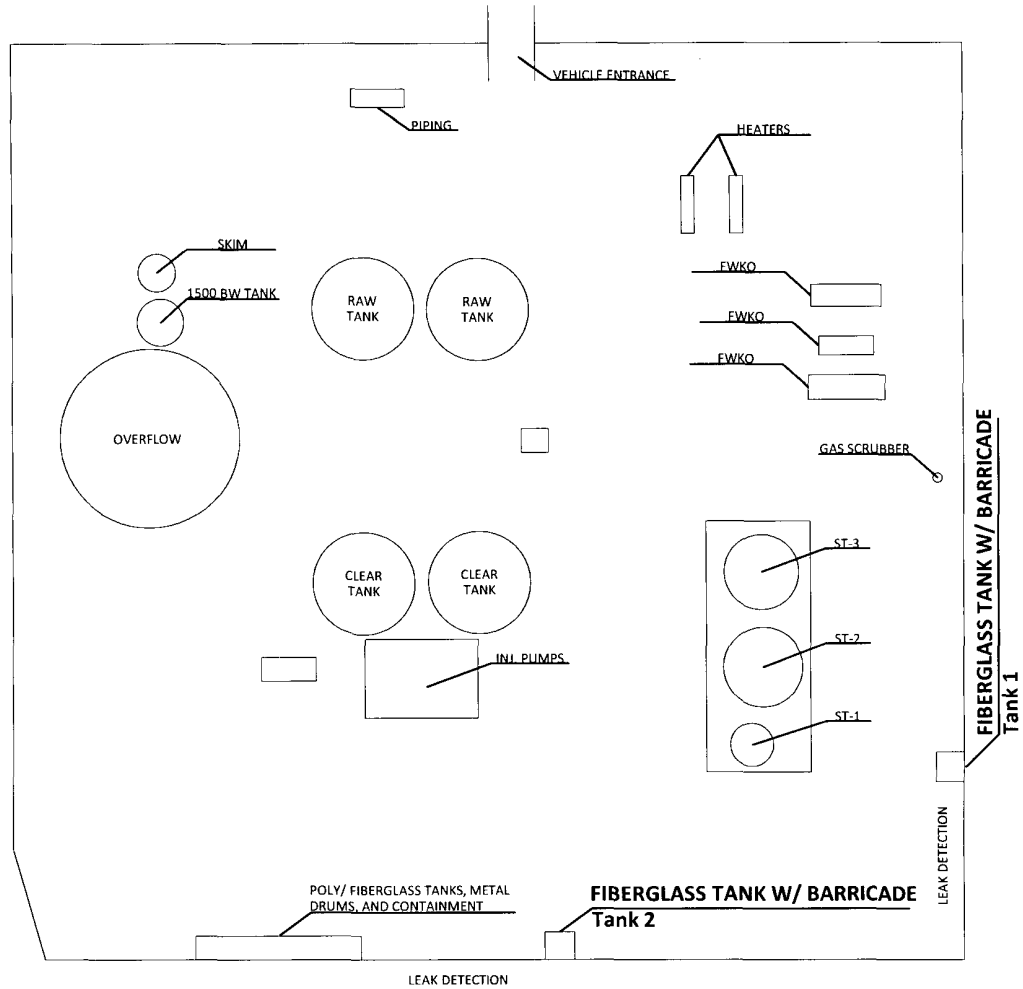 VEHICLE ENTRANCE
PIPING
HEATERS
SKIM
1500 BW TANK
RAW
TANK
RAW
TANK
FWKO
FWKO
FWKO
OVERFLOW
GAS SCRUBBER
FIBERGLASS TANK W/ BARRICADE
Tank 1
CLEAR
TANK
CLEAR
TANK
ST-3
ST-2
ST-1
INJ. PUMPS
LEAK DETECTION
POLY/ FIBERGLASS TANKS, METAL
DRUMS, AND CONTAINMENT
FIBERGLASS TANK W/ BARRICADE
Tank 2
LEAK DETECTION